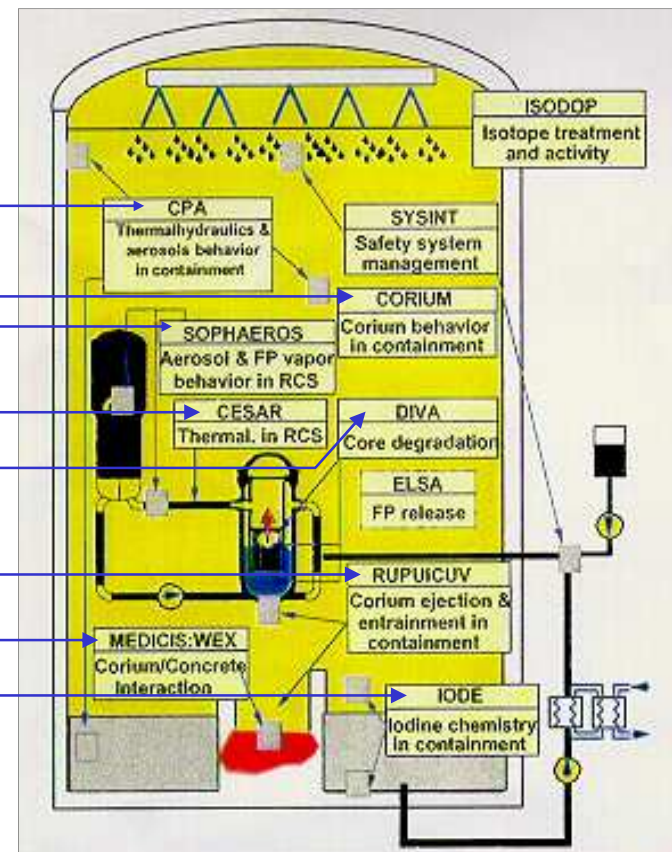 ISODOP
Isotope treatment
and activity
CPA
Thermalhydraulics &
aerosols behavior
in containment
SYSINT
Safety system
management
CORIUM
Corium behavior
in containment
SOPHAEROS
Aerosol & FP vapor
behavior in RCS
CESAR
Thermal. in RCS
DIVA
Core degradation
ELSA
FP release
RUPUICUV
Corium ejection &
entrainment in
containment
MEDICIS:WEX
Corium/Concrete
Interaction
IODE
Iodine chemistry
in containment